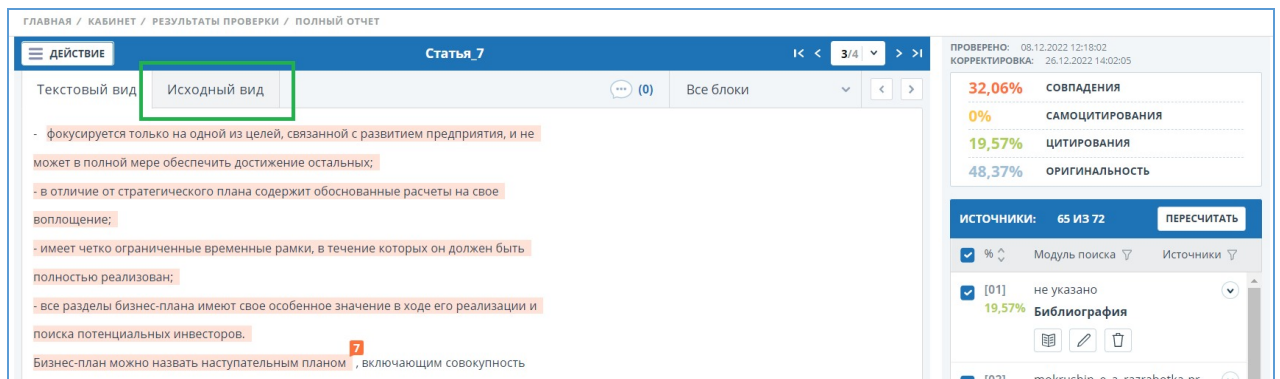 ГЛАВНАЯ / КАБИНЕТ / РЕЗУЛЬТАТЫ ПРОВЕРКИ / ПОЛНЫЙ ОТЧЕТ
ДЕЙСТВИЕ
Статья_7
3/4
Текстовый вид
Исходный вид
(0)
Все блоки
- фокусируется только на одной из целей, связанной с развитием предприятия, и не
может в полной мере обеспечить достижение остальных;
- в отличие от стратегического плана содержит обоснованные расчеты на свое
воплощение;
- имеет четко ограниченные временные рамки, в течение которых он должен быть
полностью реализован;
- все разделы бизнес-плана имеют свое особенное значение в ходе его реализации и
поиска потенциальных инвесторов.
7
Бизнес-план можно назвать наступательным планом , включающим совокупность
ПРОВЕРЕНО: 08.12.2022 12:18:02
КОРРЕКТИРОВКА: 26.12.2022 14:02:05
32,06% СОВПАДЕНИЯ
0% САМОЦИТИРОВАНИЯ
19,57% ЦИТИРОВАНИЯ
48,37% ОРИГИНАЛЬНОСТЬ
ИСТОЧНИКИ: 65 ИЗ 72
ПЕРЕСЧИТАТЬ
% Модуль поиска Источники
[01] не указано
19,57% Библиография